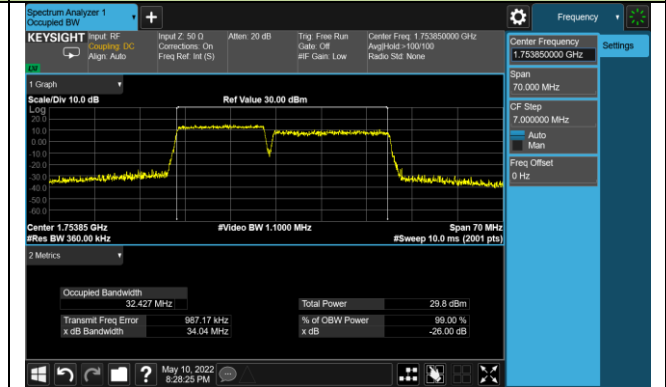 Spectrum Analyzer 1
Occupied BW
+
Frequency
KEYSIGHT
Input: RF
Coupling: DC
Align: Auto
Input Z: 50 Ω
Corrections: On
Freq Ref: Int (S)
Atten: 20 dB
Trig: Free Run
Gate: Off
#IF Gain: Low
Center Freq: 1.753850000 GHz
Avg|Hold:>100/100
Radio Std: None
LW
Center Frequency
1.753850000 GHz
Settings
Span
70.000 MHz
CF Step
7.000000 MHz
Auto
Man
Freq Offset
0 Hz
1 Graph
Scale/Div 10.0 dB
Ref Value 30.00 dBm
Log
20.0
10.0
0.00
-10.0
-20.0
-30.0
-40.0
-50.0
-60.0
Center 1.75385 GHz
#Video BW 1.1000 MHz
Span 70 MHz
#Res BW 360.00 kHz
#Sweep 10.0 ms (2001 pts)
2 Metrics
Occupied Bandwidth
32.427 MHz
Total Power
29.8 dBm
Transmit Freq Error
987.17 kHz
% of OBW Power
99.00 %
x dB Bandwidth
34.04 MHz
x dB
-26.00 dB
?
May 10, 2022
8:28:25 PM